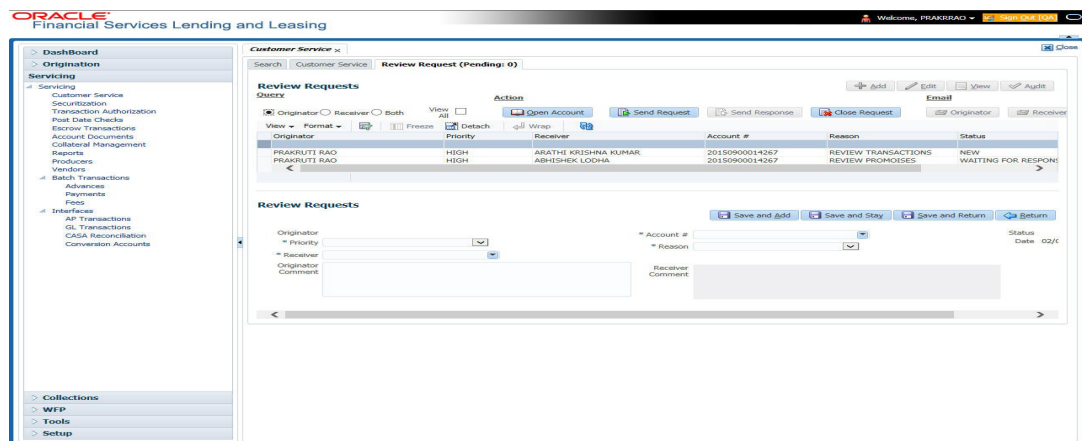 ORACLE
Financial Services Lending and Leasing
Welcome, PRAKRRAO
Sign Out [QA]
DashBoard
Origination
Servicing
Servicing
Customer Service
Securitization
Transaction Authorization
Post Date Checks
Escrow Transactions
Account Documents
Collateral Management
Reports
Producers
Vendors
Batch Transactions
Advances
Payments
Fees
Interfaces
AP Transactions
GL Transactions
CASA Reconciliation
Conversion Accounts
Collections
WFP
Tools
Setup
Customer Service x
Close
Search Customer Service Review Request (Pending: 0)
Review Requests
Add Edit View Audit
Query Action Email
Originator Receiver Both View All Open Account Send Request Send Response Close Request Originator Receiver
View Format Freeze Detach Wrap
Originator Priority Receiver Account # Reason Status
PRAKRUTI RAO HIGH ARATHI KRISHNA KUMAR 20150900014267 REVIEW TRANSACTIONS NEW
PRAKRUTI RAO HIGH ABHISHEK LODHA 20150900014267 REVIEW PROMOISES WAITING FOR RESPONS
Review Requests
Save and Add Save and Stay Save and Return Return
Originator * Account # Status
* Priority * Reason Date 02/0
* Receiver
Originator Comment Receiver Comment